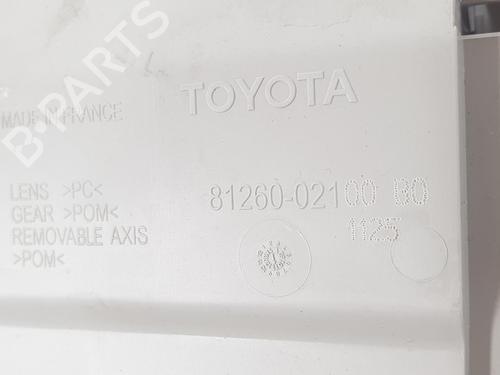 TOYOTA
MADE IN FRANCE
B-PARTS
LENS >PC<
GEAR >POM<
REMOVABLE AXIS
>POM<
81260-02100 B0
1125